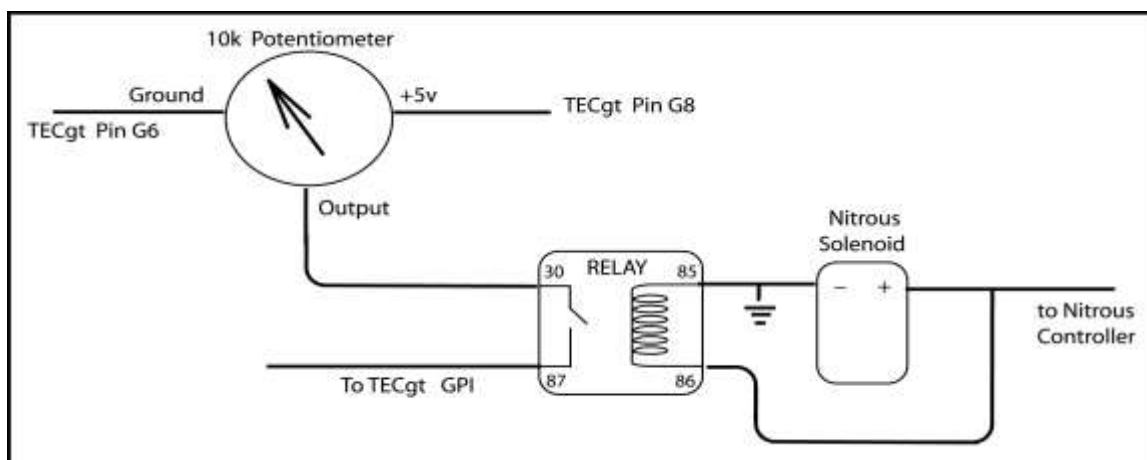 10k Potentiometer
Ground
+5v
TECgt Pin G6
TECgt Pin G8
Output
Nitrous
Solenoid
30
RELAY
85
–
+
to Nitrous
Controller
87
86
To TECgt GPI